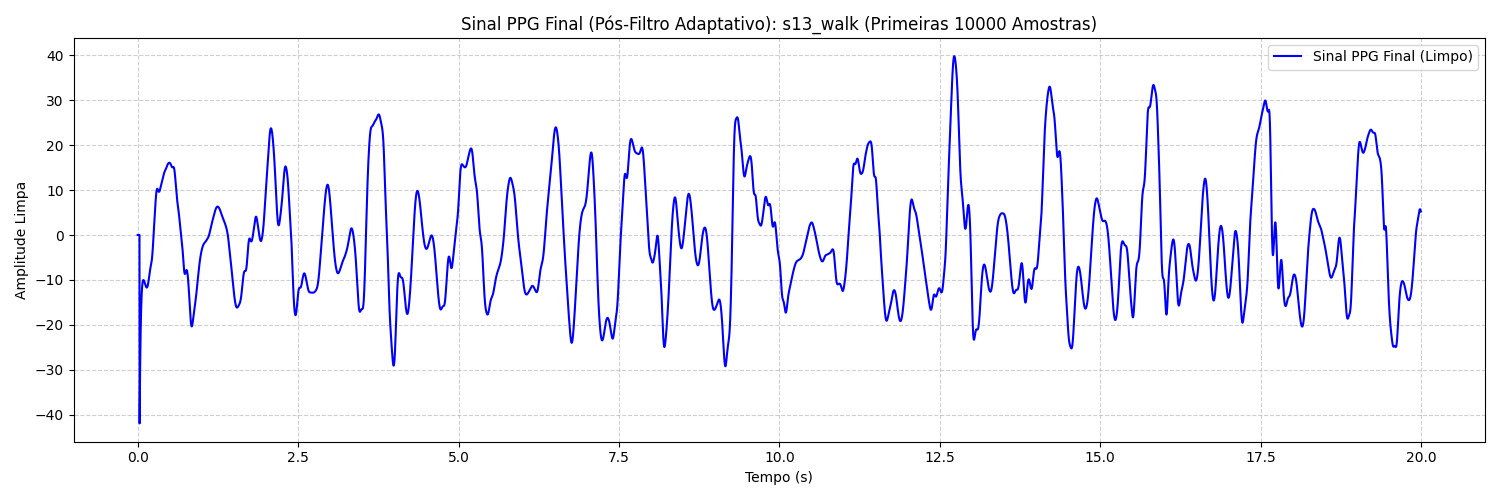 Sinal PPG Final (Pós-Filtro Adaptativo): s13_walk (Primeiras 10000 Amostras)
Sinal PPG Final (Limpo)
Amplitude Limpa
40
30
20
10
0
−10
−20
−30
−40
0.0 2.5 5.0 7.5 10.0 12.5 15.0 17.5 20.0
Tempo (s)